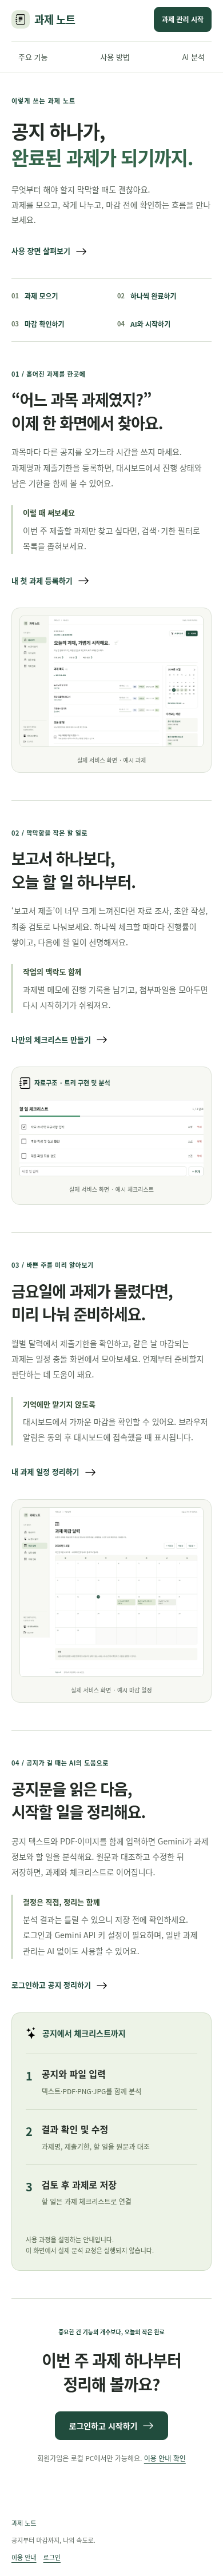 과제 노트
과제 관리 시작
주요 기능
사용 방법
AI 분석
이렇게 쓰는 과제 노트
공지 하나가,
완료된 과제가 되기까지.
무엇부터 해야 할지 막막할 때도 괜찮아요.
과제를 모으고, 작게 나누고, 마감 전에 확인하는 흐름을 만나
보세요.
사용 장면 살펴보기 →
01 과제 모으기
02 하나씩 완료하기
03 마감 확인하기
04 AI와 시작하기
01 / 흩어진 과제를 한곳에
“어느 과목 과제였지?”
이제 한 화면에서 찾아요.
과목마다 다른 공지를 오가느라 시간을 쓰지 마세요.
과제명과 제출기한을 등록하면, 대시보드에서 진행 상태와
남은 기한을 함께 볼 수 있어요.
이럴 때 써보세요
이번 주 제출할 과제만 찾고 싶다면, 검색·기한 필터로
목록을 좁혀보세요.
내 첫 과제 등록하기 →
과제 노트
오늘의 과제, 가볍게 시작해요.
실제 서비스 화면 · 예시 과제
02 / 막막함을 작은 할 일로
보고서 하나보다,
오늘 할 일 하나부터.
‘보고서 제출’이 너무 크게 느껴진다면 자료 조사, 초안 작성,
최종 검토로 나눠보세요. 하나씩 체크할 때마다 진행률이
쌓이고, 다음에 할 일이 선명해져요.
작업의 맥락도 함께
과제별 메모에 진행 기록을 남기고, 첨부파일을 모아두면
다시 시작하기가 쉬워져요.
나만의 체크리스트 만들기 →
자료구조 · 트리 구현 및 분석
할 일 체크리스트
실제 서비스 화면 · 예시 체크리스트
03 / 바쁜 주를 미리 알아보기
금요일에 과제가 몰렸다면,
미리 나눠 준비하세요.
월별 달력에서 제출기한을 확인하고, 같은 날 마감되는
과제는 일정 충돌 화면에서 모아보세요. 언제부터 준비할지
판단하는 데 도움이 돼요.
기억에만 맡기지 않도록
대시보드에서 가까운 마감을 확인할 수 있어요. 브라우저
알림은 동의 후 대시보드에 접속했을 때 표시됩니다.
내 과제 일정 정리하기 →
과제 노트
과제 마감 달력
실제 서비스 화면 · 예시 마감 일정
04 / 공지가 길 때는 AI의 도움으로
공지문을 읽은 다음,
시작할 일을 정리해요.
공지 텍스트와 PDF·이미지를 함께 입력하면 Gemini가 과제
정보와 할 일을 분석해요. 원문과 대조하고 수정한 뒤
저장하면, 과제와 체크리스트로 이어집니다.
결정은 직접, 정리는 함께
분석 결과는 틀릴 수 있으니 저장 전에 확인하세요.
로그인과 Gemini API 키 설정이 필요하며, 일반 과제
관리는 AI 없이도 사용할 수 있어요.
로그인하고 공지 정리하기 →
공지에서 체크리스트까지
1 공지와 파일 입력
텍스트·PDF·PNG·JPG를 함께 분석
2 결과 확인 및 수정
과제명, 제출기한, 할 일을 원문과 대조
3 검토 후 과제로 저장
할 일은 과제 체크리스트로 연결
사용 과정을 설명하는 안내입니다.
이 화면에서 실제 분석 요청은 실행되지 않습니다.
중요한 건 기능의 개수보다, 오늘의 작은 완료
이번 주 과제 하나부터
정리해 볼까요?
로그인하고 시작하기 →
회원가입은 로컬 PC에서만 가능해요. 이용 안내 확인
과제 노트
공지부터 마감까지, 나의 속도로.
이용 안내 로그인